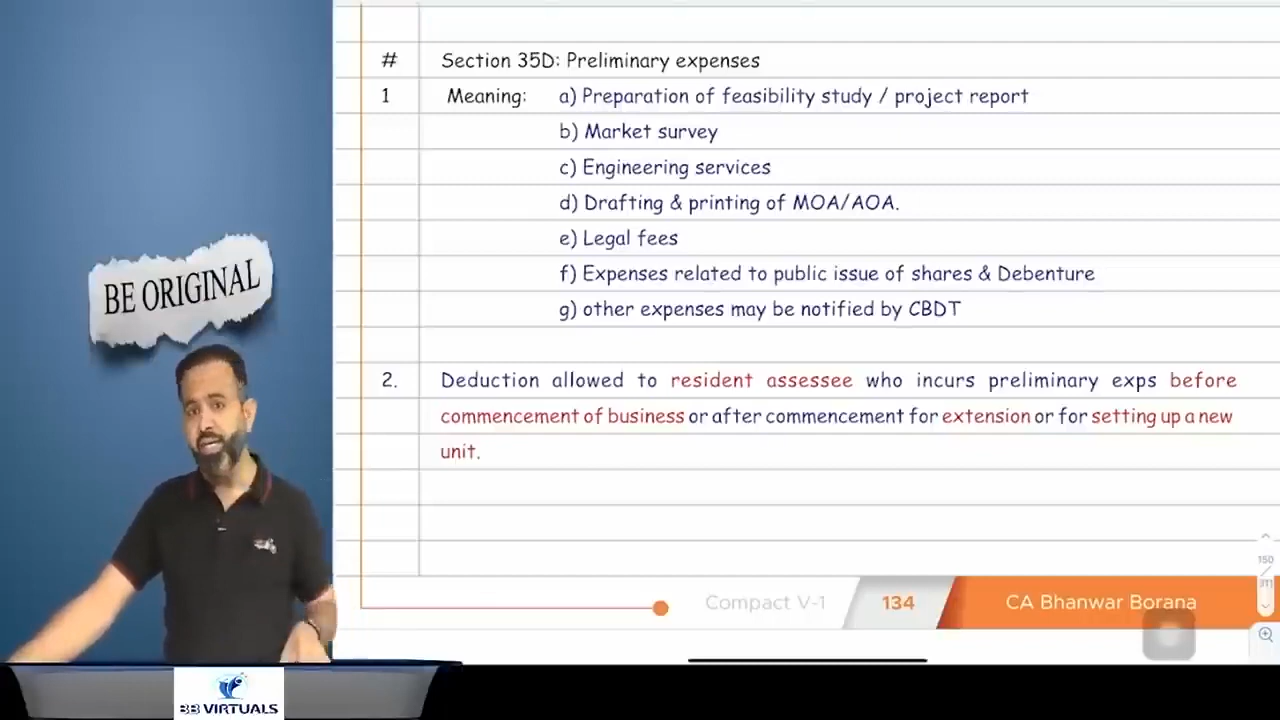 BE ORIGINAL
# Section 35D: Preliminary expenses
1 Meaning: a) Preparation of feasibility study / project report
b) Market survey
c) Engineering services
d) Drafting & printing of MOA/AOA.
e) Legal fees
f) Expenses related to public issue of shares & Debenture
g) other expenses may be notified by CBDT
2. Deduction allowed to resident assessee who incurs preliminary exps before
commencement of business or after commencement for extension or for setting up a new
unit.
150
/
311
Compact V-1 134 CA Bhanwar Borana
BB VIRTUALS